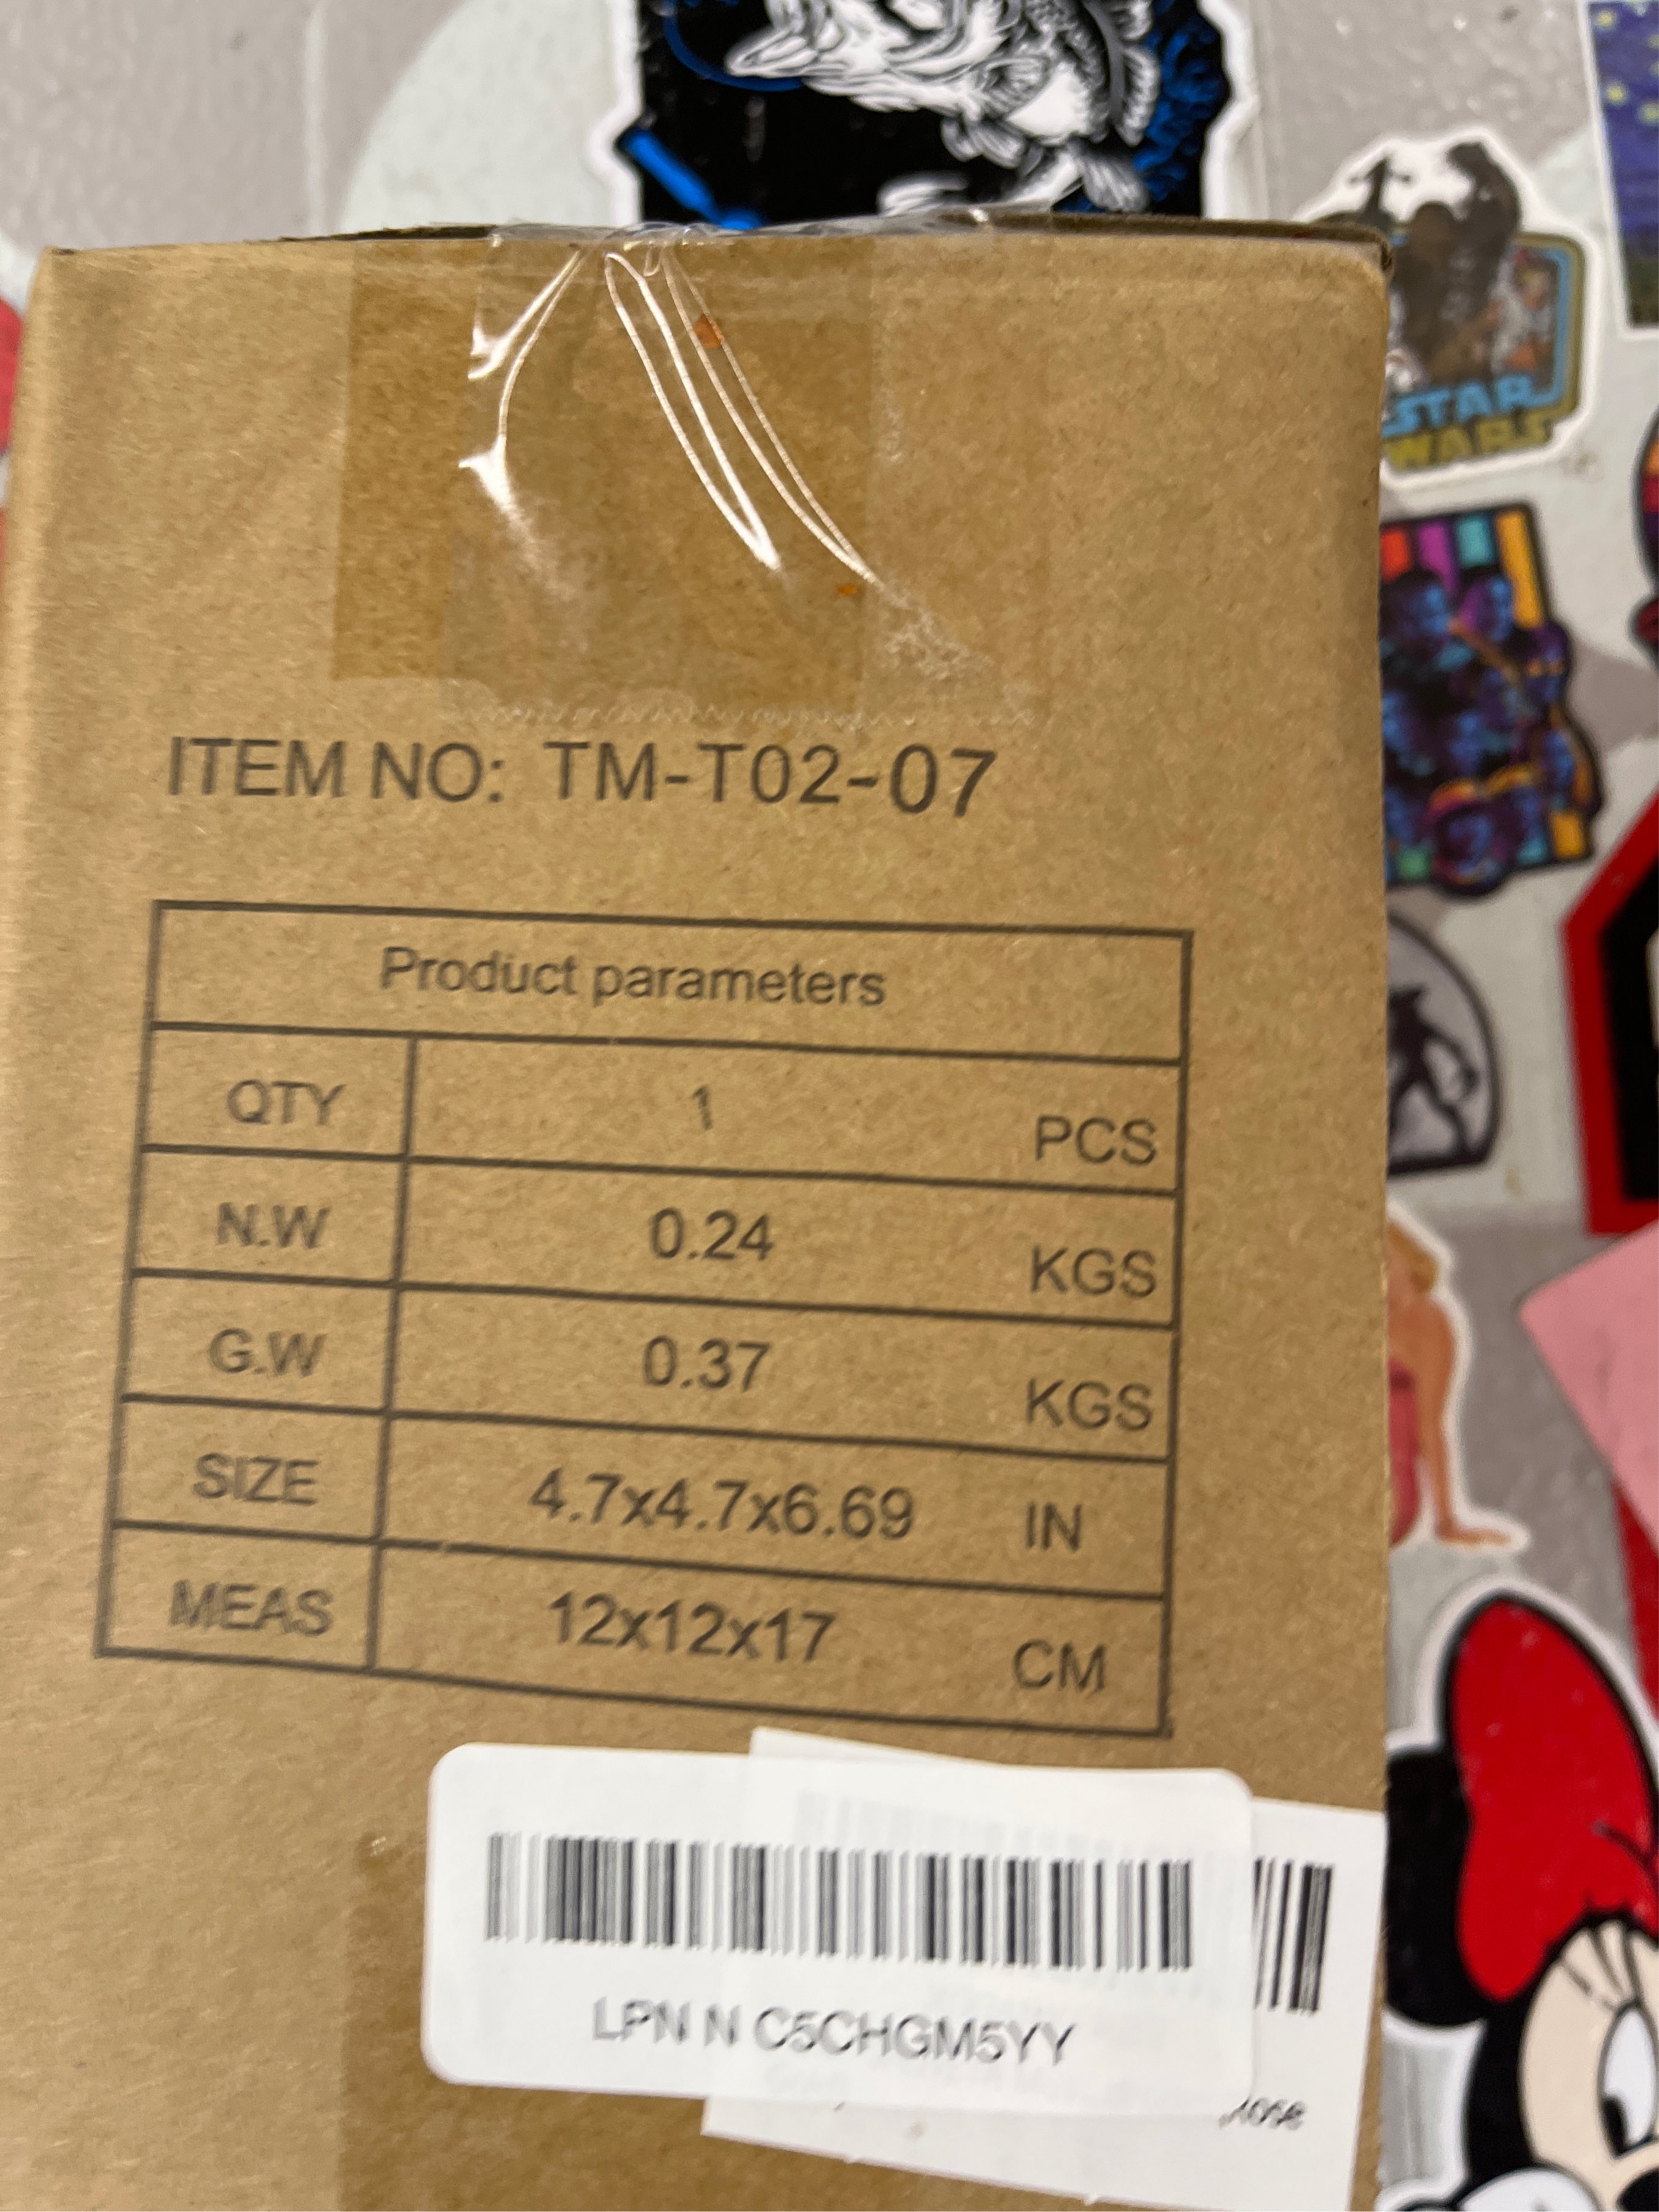 STAR
WARS
ITEM NO: TM-T02-07
Product parameters
QTY 1 PCS
N.W 0.24 KGS
G.W 0.37 KGS
SIZE 4.7x4.7x6.69 IN
MEAS 12x12x17 CM
LPN N C5CHGM5YY